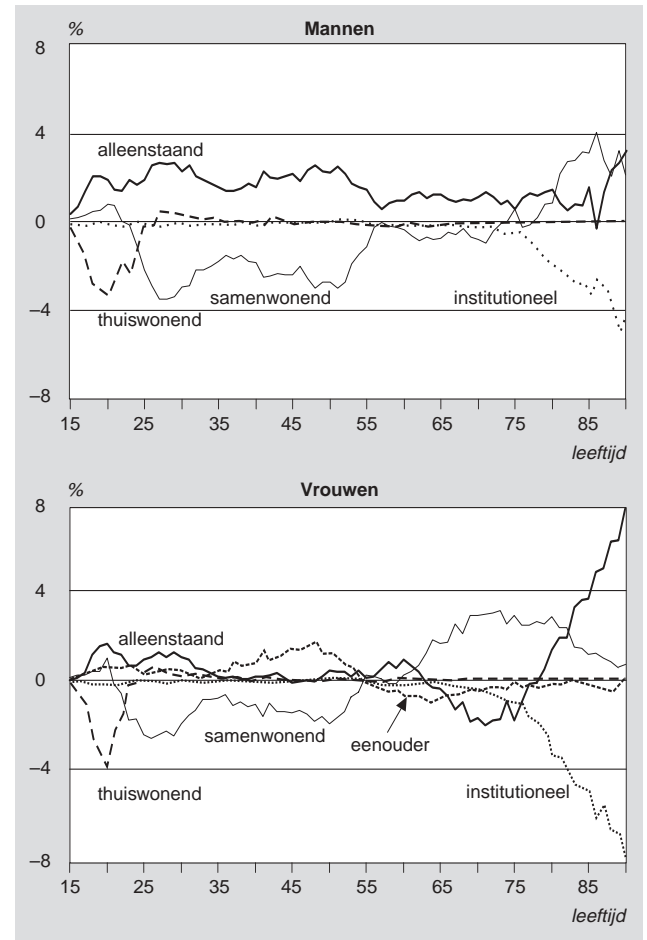 % Mannen
8
4
alleenstaand
0
samenwonend institutioneel
–4
thuiswonend
–8
15 25 35 45 55 65 75 85
leeftijd
% Vrouwen
8
4
alleenstaand
0
samenwonend eenouder
–4
thuiswonend institutioneel
–8
15 25 35 45 55 65 75 85
leeftijd